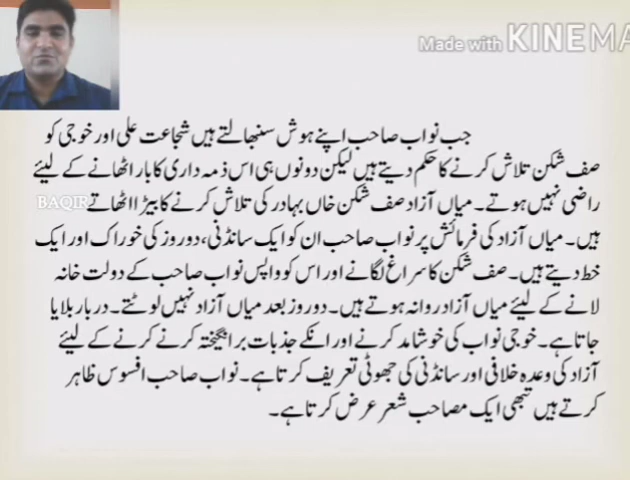 Made with KINEMA
جب نواب صاحب اپنے ہوش سنبھالتے ہیں شجاعت علی اور خوجی کو
صف شکن تلاش کرنے کا حکم دیتے ہیں لیکن دونوں ہی اس ذمہ داری کا بار اٹھانے کے لیئے
راضی نہیں ہوتے۔ میاں آزاد صف شکن خاں بہادر کی تلاش کرنے کا بیڑا اٹھاتے
BAQIR
ہیں۔ میاں آزاد کی فرمائش پر نواب صاحب ان کو ایک سانڈنی، دو روز کی خوراک اور ایک
خط دیتے ہیں۔ صف شکن کا سراغ لگانے اور اس کو واپس نواب صاحب کے دولت خانہ
لانے کے لیئے میاں آزاد روانہ ہوتے ہیں۔ دو روز بعد میاں آزاد نہیں لوٹتے۔ دربار بلایا
جاتا ہے۔ خوجی نواب کی خوشامد کرنے اور انکے جذبات برانگیختہ کرنے کرنے کے لیئے
آزاد کی وعدہ خلافی اور سانڈنی کی جھوٹی تعریف کرتا ہے۔ نواب صاحب افسوس ظاہر
کرتے ہیں تبھی ایک مصاحب شعر عرض کرتا ہے۔